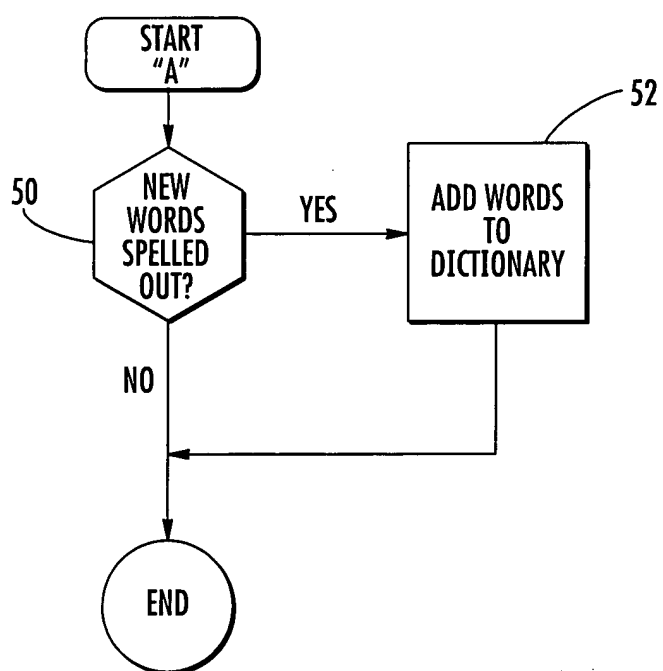 START
"A"
50
NEW
WORDS
SPELLED
OUT?
YES
52
ADD WORDS
TO
DICTIONARY
NO
END